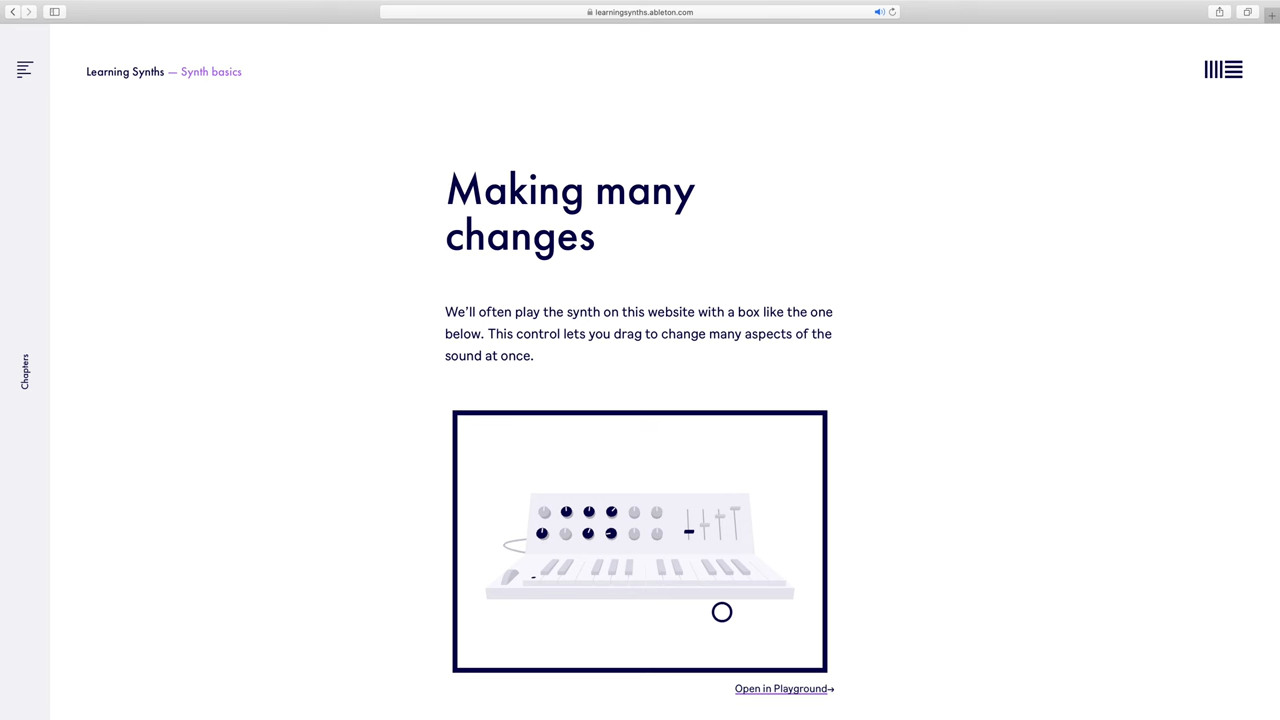 learningsynths.ableton.com
Learning Synths — Synth basics
Making many
changes
We'll often play the synth on this website with a box like the one
below. This control lets you drag to change many aspects of the
sound at once.
Chapters
Open in Playground→